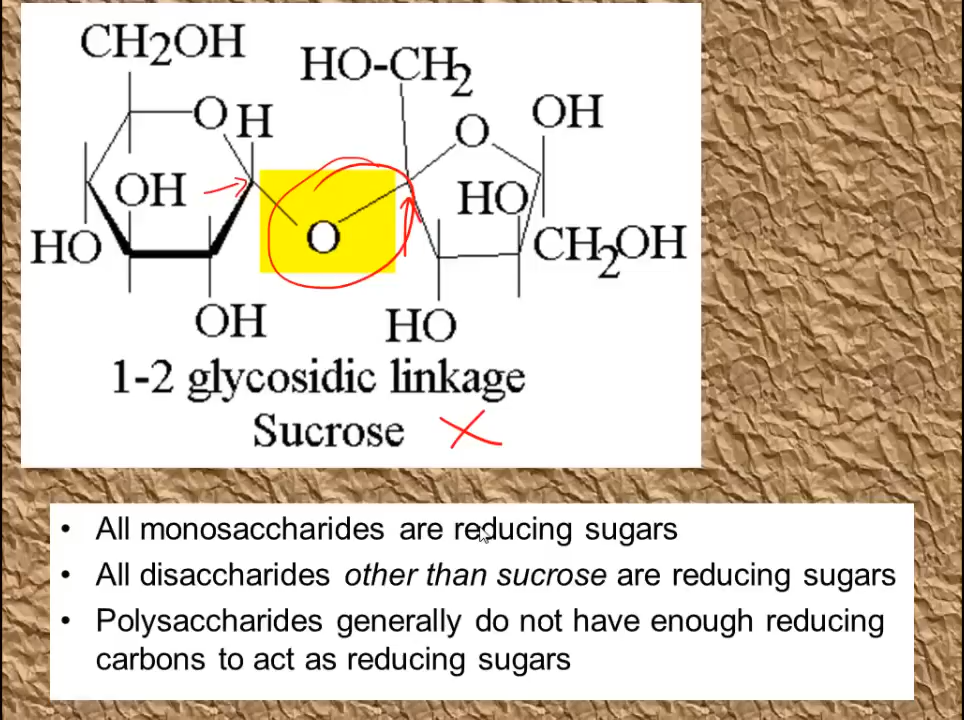 CH2OH
HO-CH2
O H
O
OH
OH
HO
HO
O
CH2OH
OH
HO
1-2 glycosidic linkage
Sucrose
• All monosaccharides are reducing sugars
• All disaccharides other than sucrose are reducing sugars
• Polysaccharides generally do not have enough reducing
carbons to act as reducing sugars